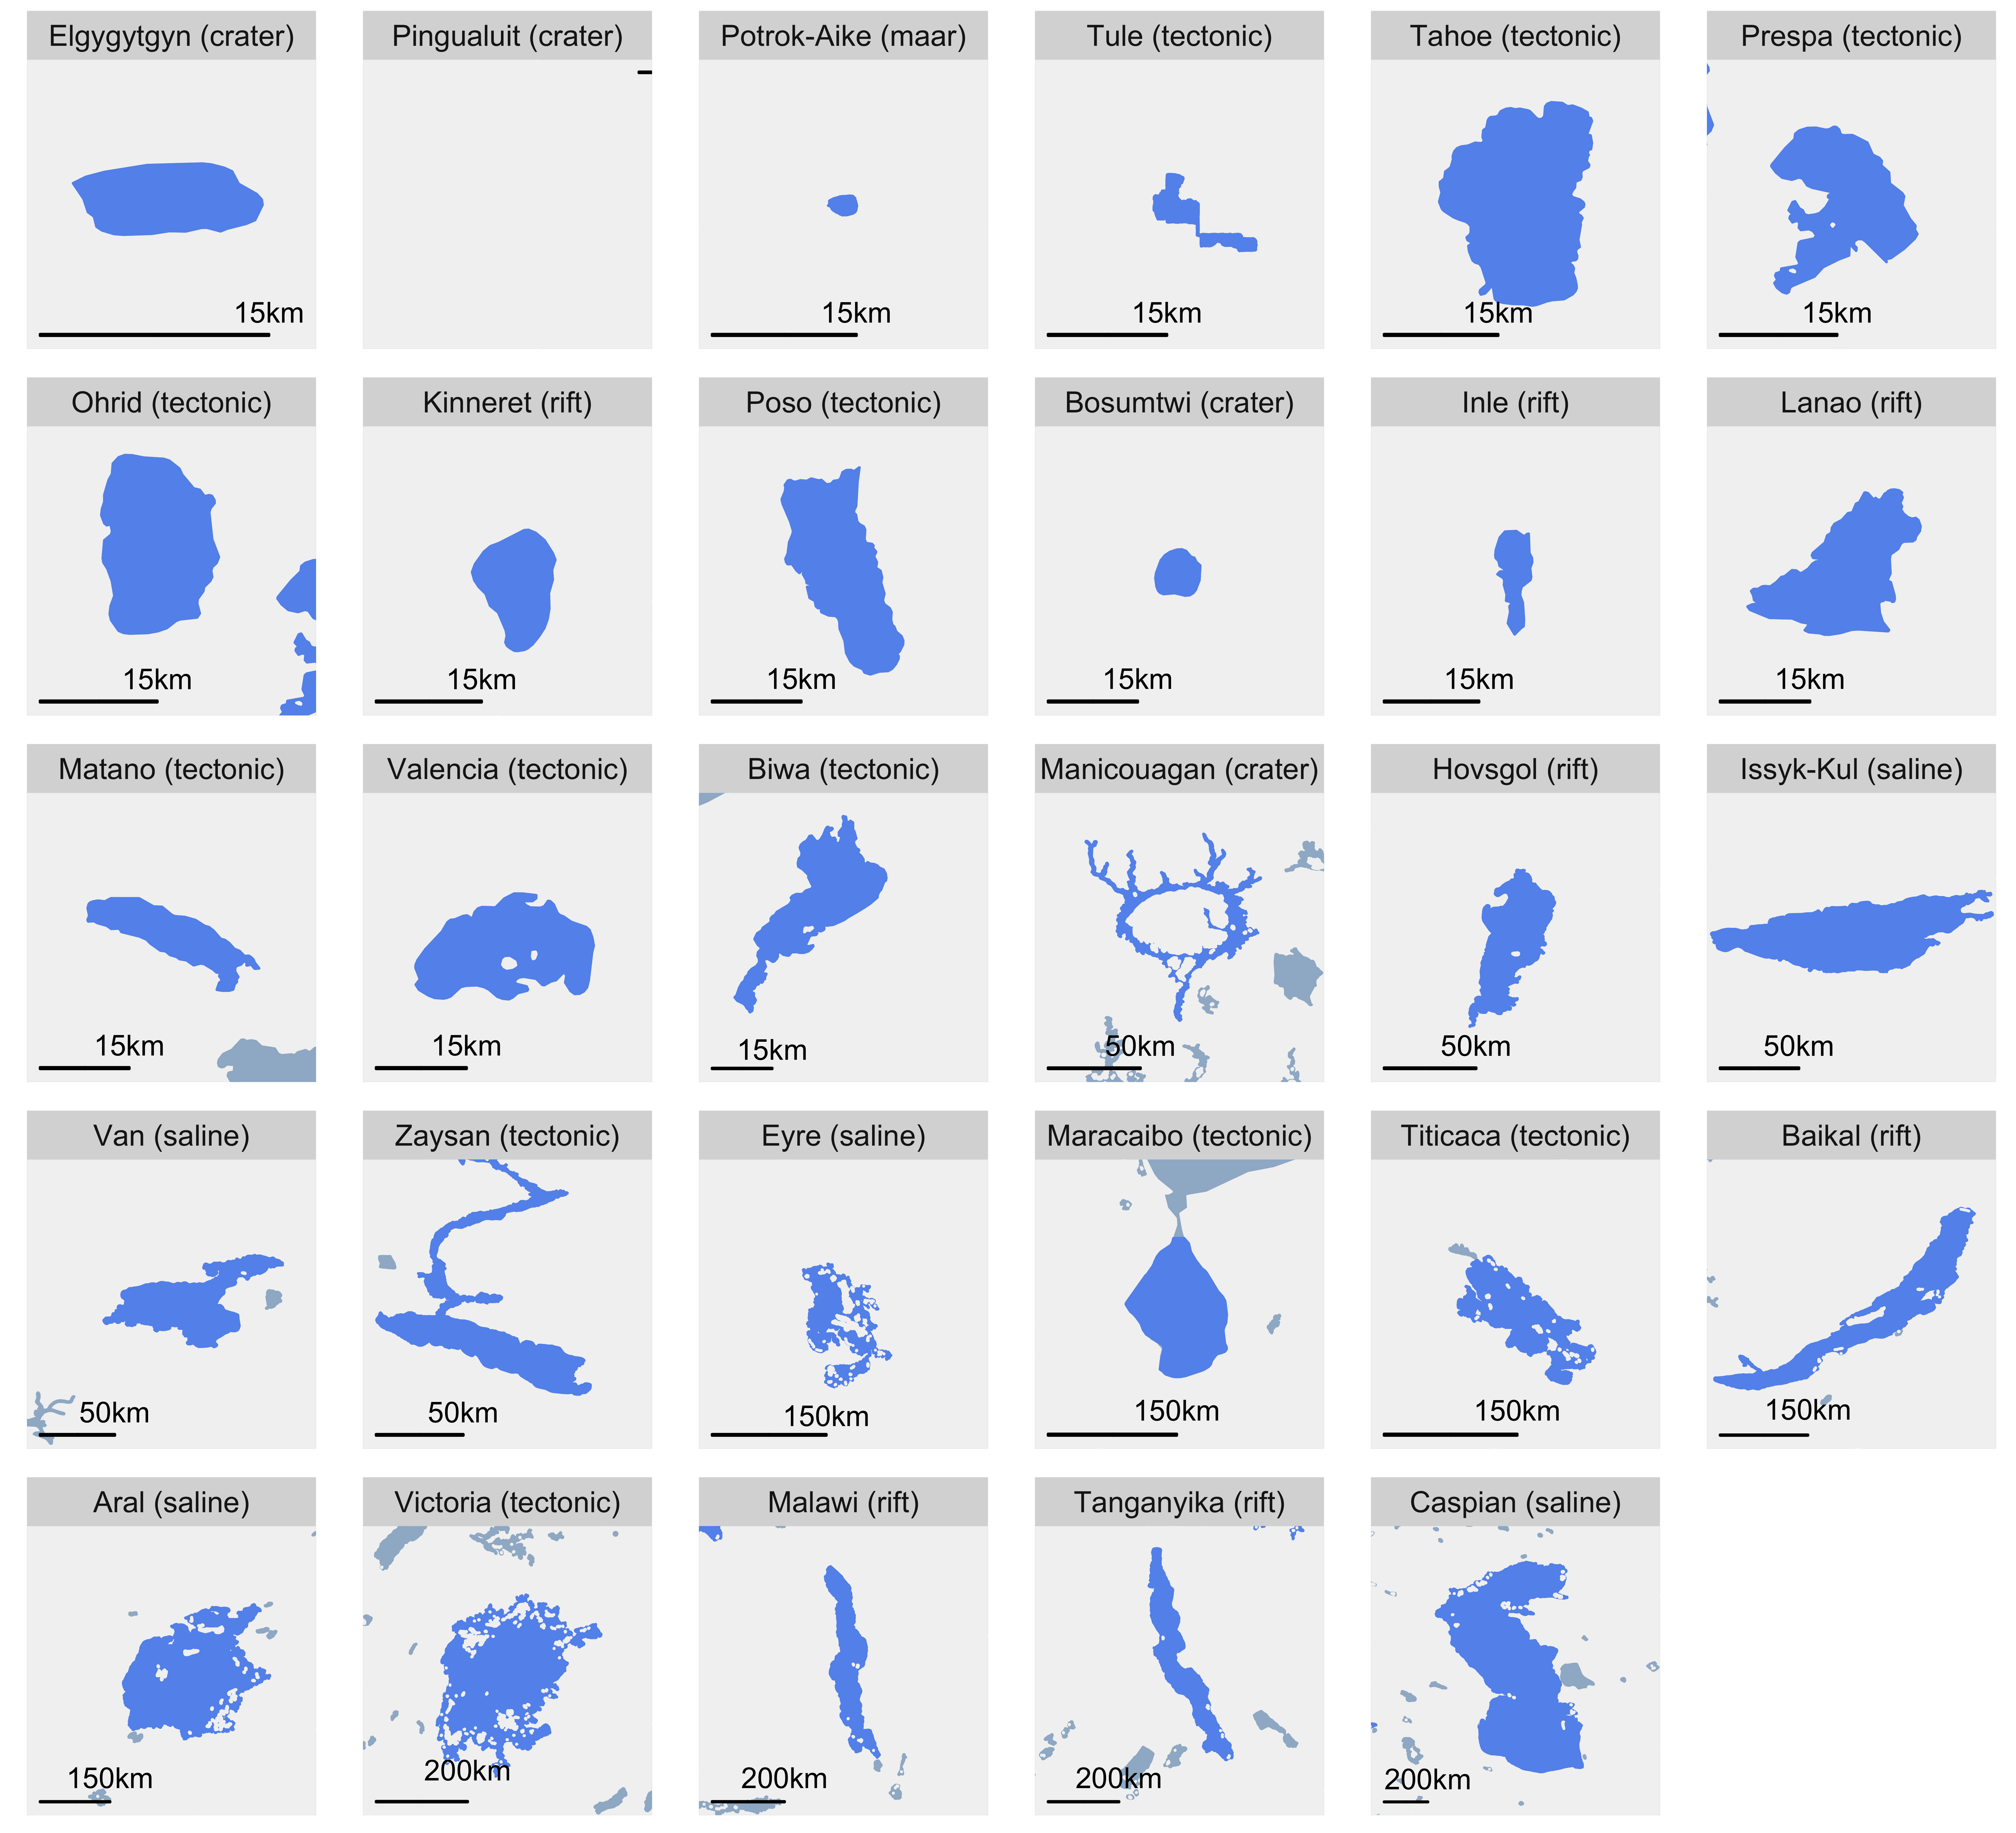 Elgygytgyn (crater)
Pingualuit (crater)
Potrok-Aike (maar)
Tule (tectonic)
Tahoe (tectonic)
Prespa (tectonic)
15km
15km
15km
15km
15km
Ohrid (tectonic)
Kinneret (rift)
Poso (tectonic)
Bosumtwi (crater)
Inle (rift)
Lanao (rift)
15km
15km
15km
15km
15km
15km
Matano (tectonic)
Valencia (tectonic)
Biwa (tectonic)
Manicouagan (crater)
Hovsgol (rift)
Issyk-Kul (saline)
15km
15km
15km
50km
50km
50km
Van (saline)
Zaysan (tectonic)
Eyre (saline)
Maracaibo (tectonic)
Titicaca (tectonic)
Baikal (rift)
50km
50km
150km
150km
150km
150km
Aral (saline)
Victoria (tectonic)
Malawi (rift)
Tanganyika (rift)
Caspian (saline)
150km
200km
200km
200km
200km